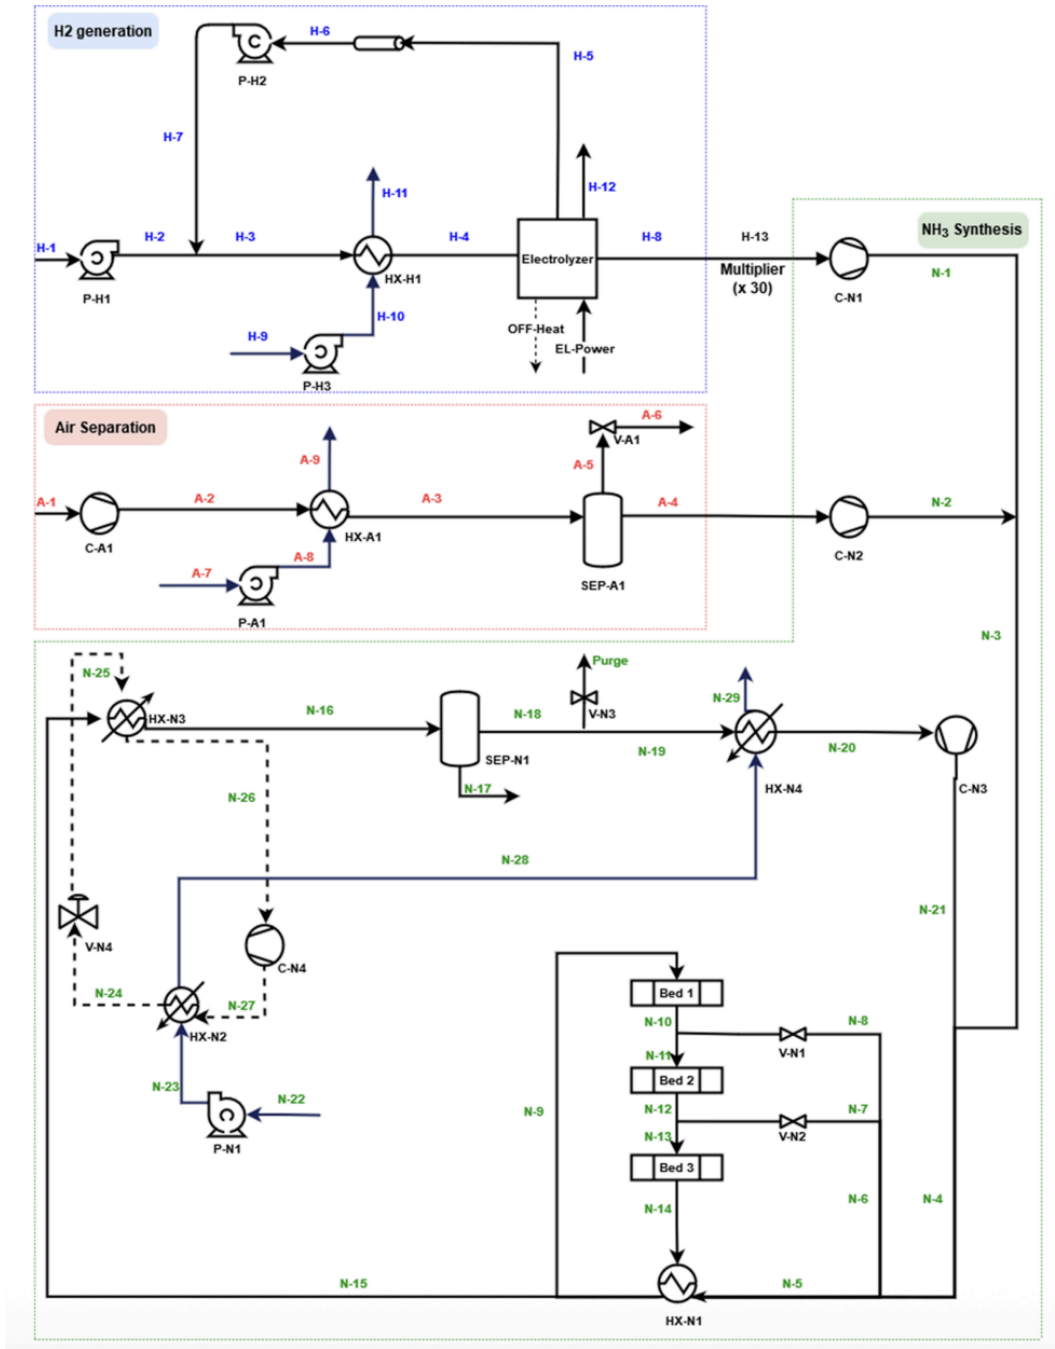 H2 generation
H-6
H-5
P-H2
H-7
H-11
H-12
H-1
H-2
H-3
H-4
H-8
H-13
NH3 Synthesis
Electrolyzer
N-1
P-H1
HX-H1
Multiplier
(x 30)
C-N1
H-9
H-10
OFF-Heat
EL-Power
P-H3
Air Separation
A-6
V-A1
A-9
A-5
A-1
A-2
A-3
A-4
N-2
C-A1
HX-A1
C-N2
A-7
A-8
SEP-A1
P-A1
N-3
N-25
Purge
N-29
HX-N3
N-16
N-18
V-N3
N-19
N-20
SEP-N1
N-17
HX-N4
C-N3
N-26
N-28
N-21
V-N4
C-N4
N-24
N-27
Bed 1
HX-N2
N-10
N-8
V-N1
N-11
Bed 2
N-23
N-22
N-9
N-12
N-7
N-13
V-N2
P-N1
Bed 3
N-14
N-6
N-4
N-15
N-5
HX-N1